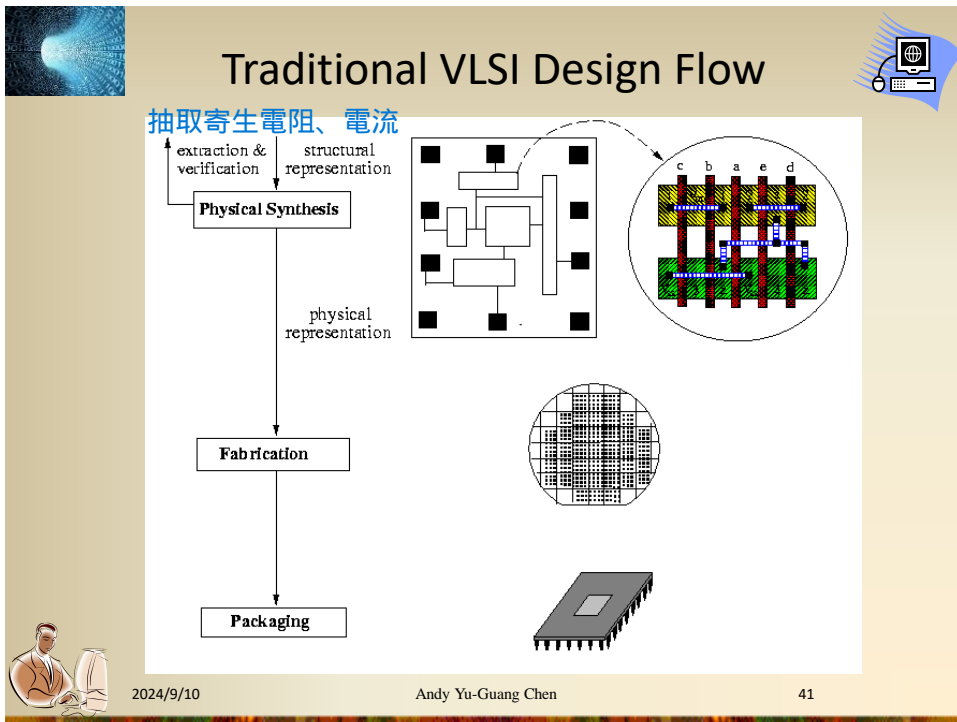 Traditional VLSI Design Flow
抽取寄生電阻、電流
extraction &
verification
structural
representation
Physical Synthesis
c b a e d
physical
representation
Fabrication
Packaging
2024/9/10
Andy Yu-Guang Chen
41